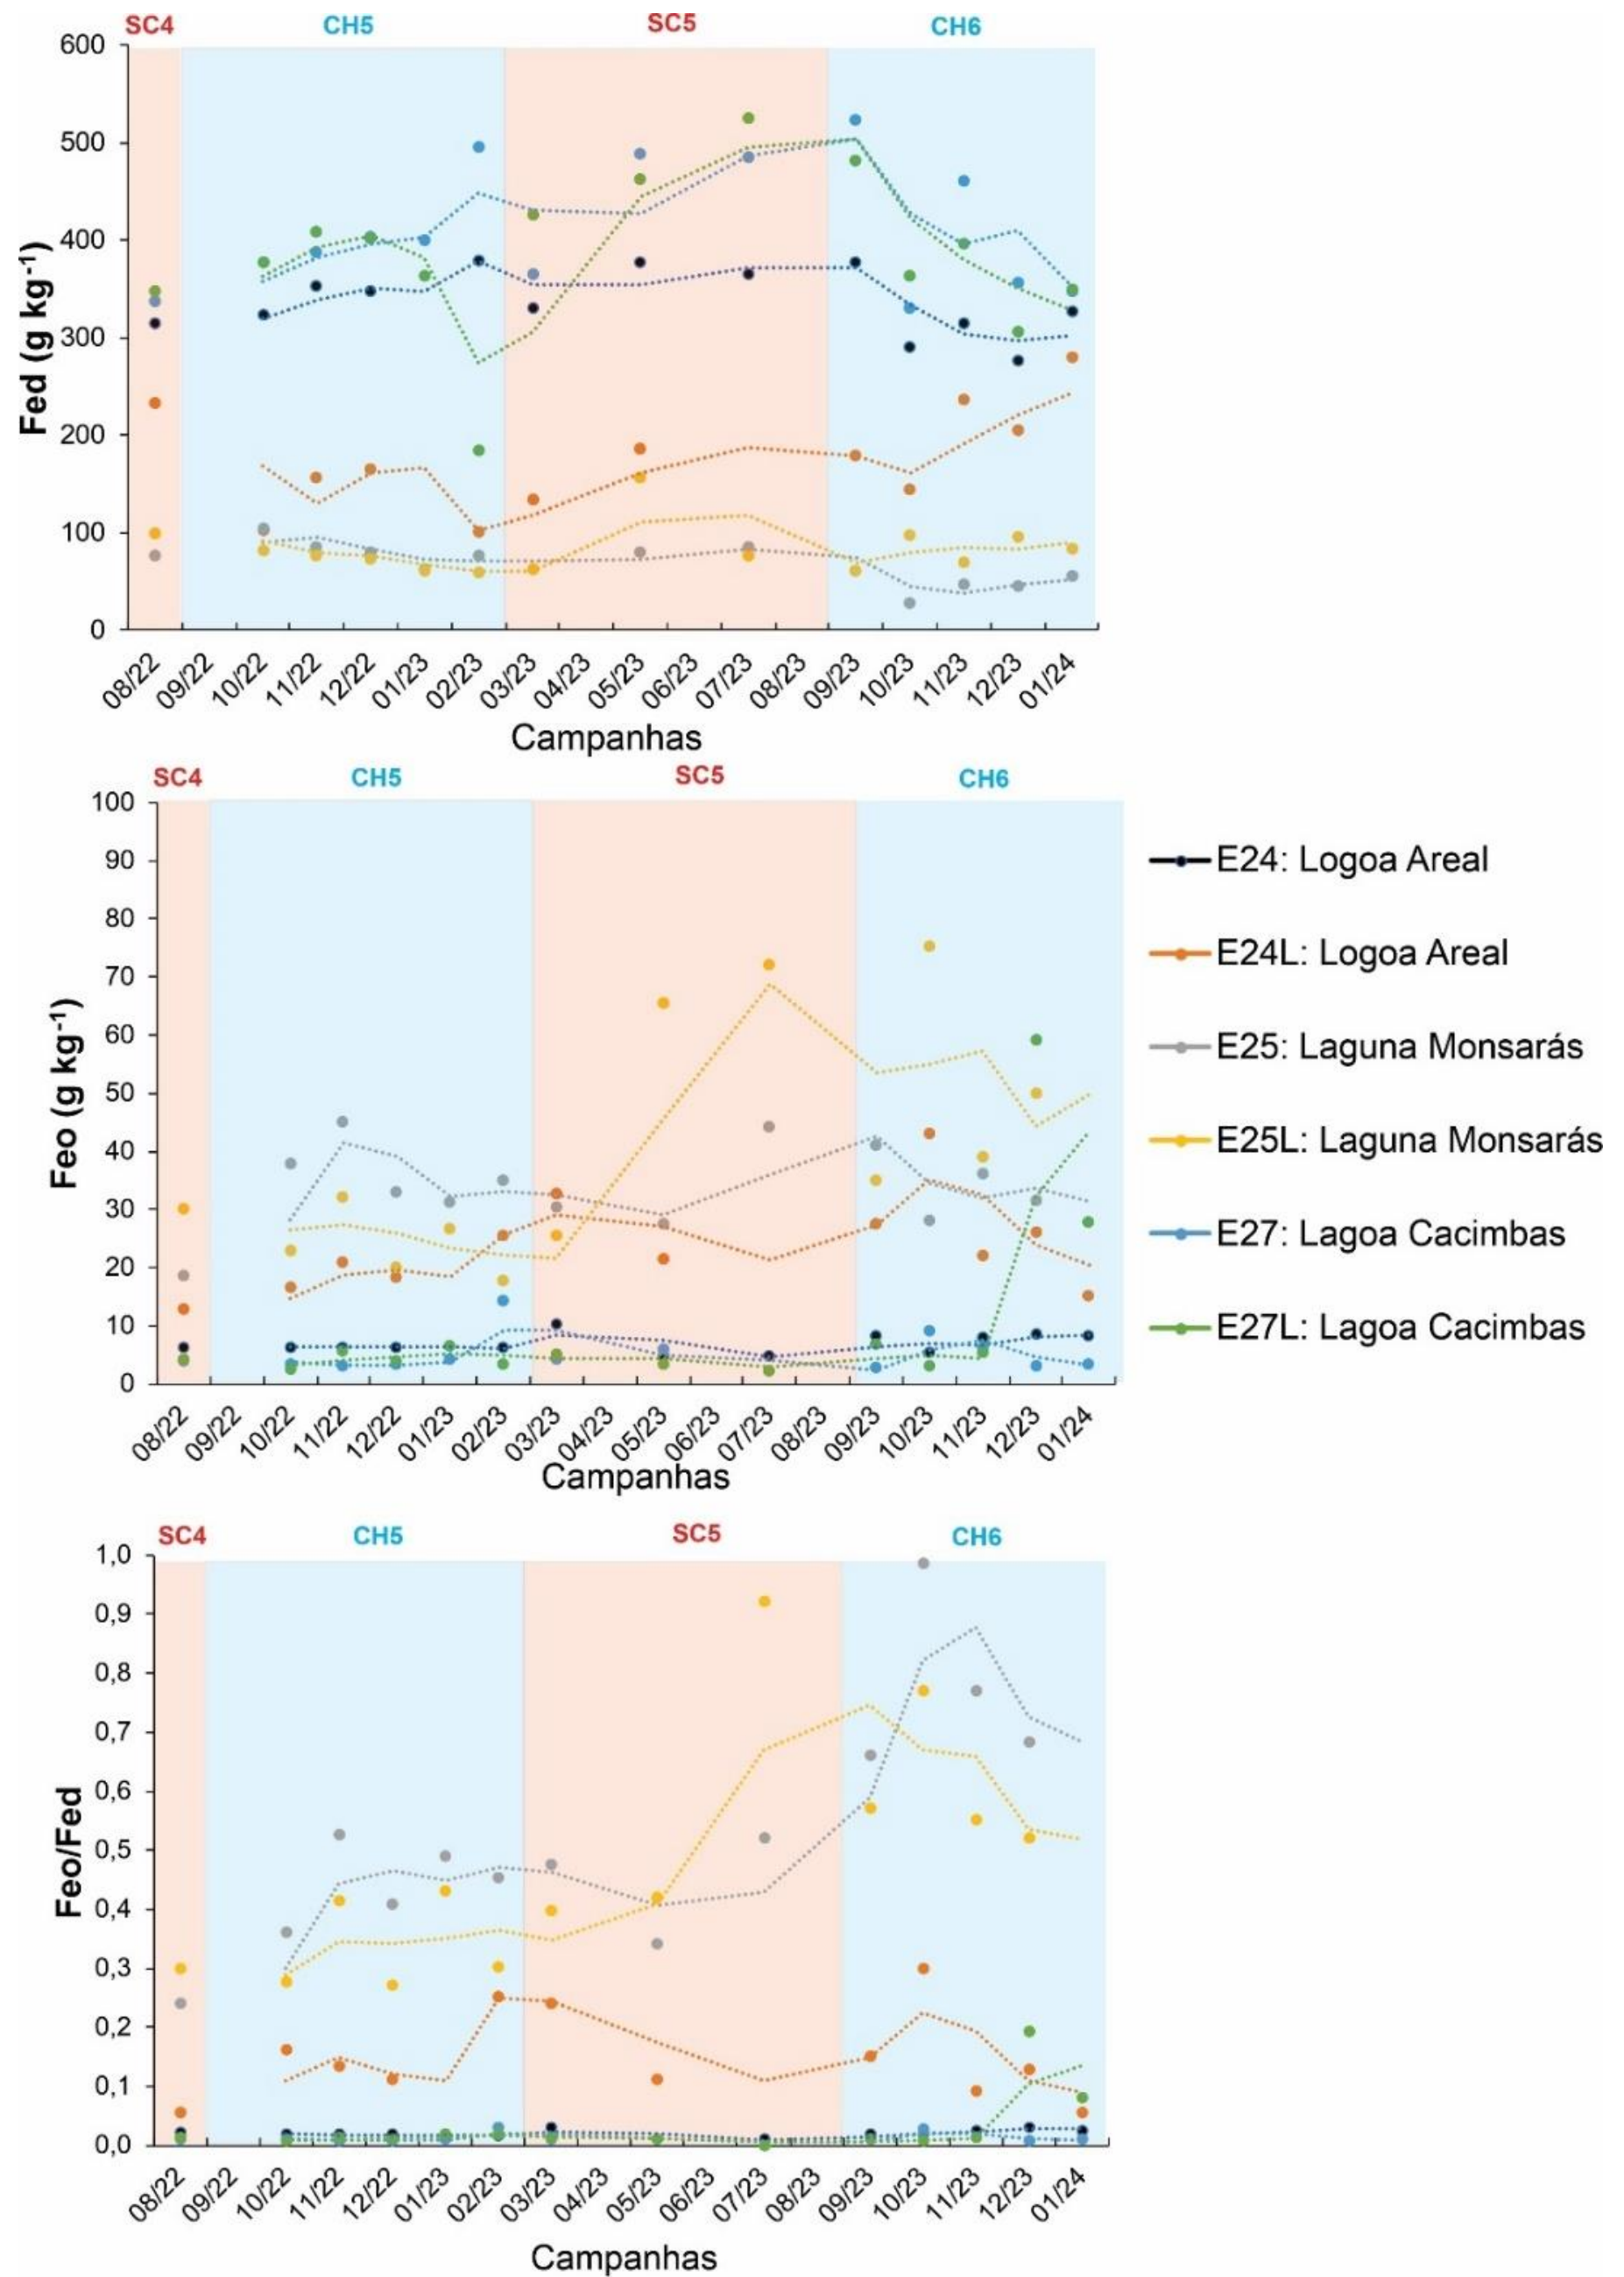 SC4 CH5 SC5 CH6
600
500
400
300
200
100
0
Fed (g kg-1)
08/22 09/22 10/22 11/22 12/22 01/23 02/23 03/23 04/23 05/23 06/23 07/23 08/23 09/23 10/23 11/23 12/23 01/24
Campanhas
SC4 CH5 SC5 CH6
100
90
80
70
60
50
40
30
20
10
0
Feo (g kg-1)
08/22 09/22 10/22 11/22 12/22 01/23 02/23 03/23 04/23 05/23 06/23 07/23 08/23 09/23 10/23 11/23 12/23 01/24
Campanhas
E24: Logoa Areal
E24L: Logoa Areal
E25: Laguna Monsarás
E25L: Laguna Monsarás
E27: Lagoa Cacimbas
E27L: Lagoa Cacimbas
SC4 CH5 SC5 CH6
1,0
0,9
0,8
0,7
0,6
0,5
0,4
0,3
0,2
0,1
0,0
Feo/Fed
08/22 09/22 10/22 11/22 12/22 01/23 02/23 03/23 04/23 05/23 06/23 07/23 08/23 09/23 10/23 11/23 12/23 01/24
Campanhas